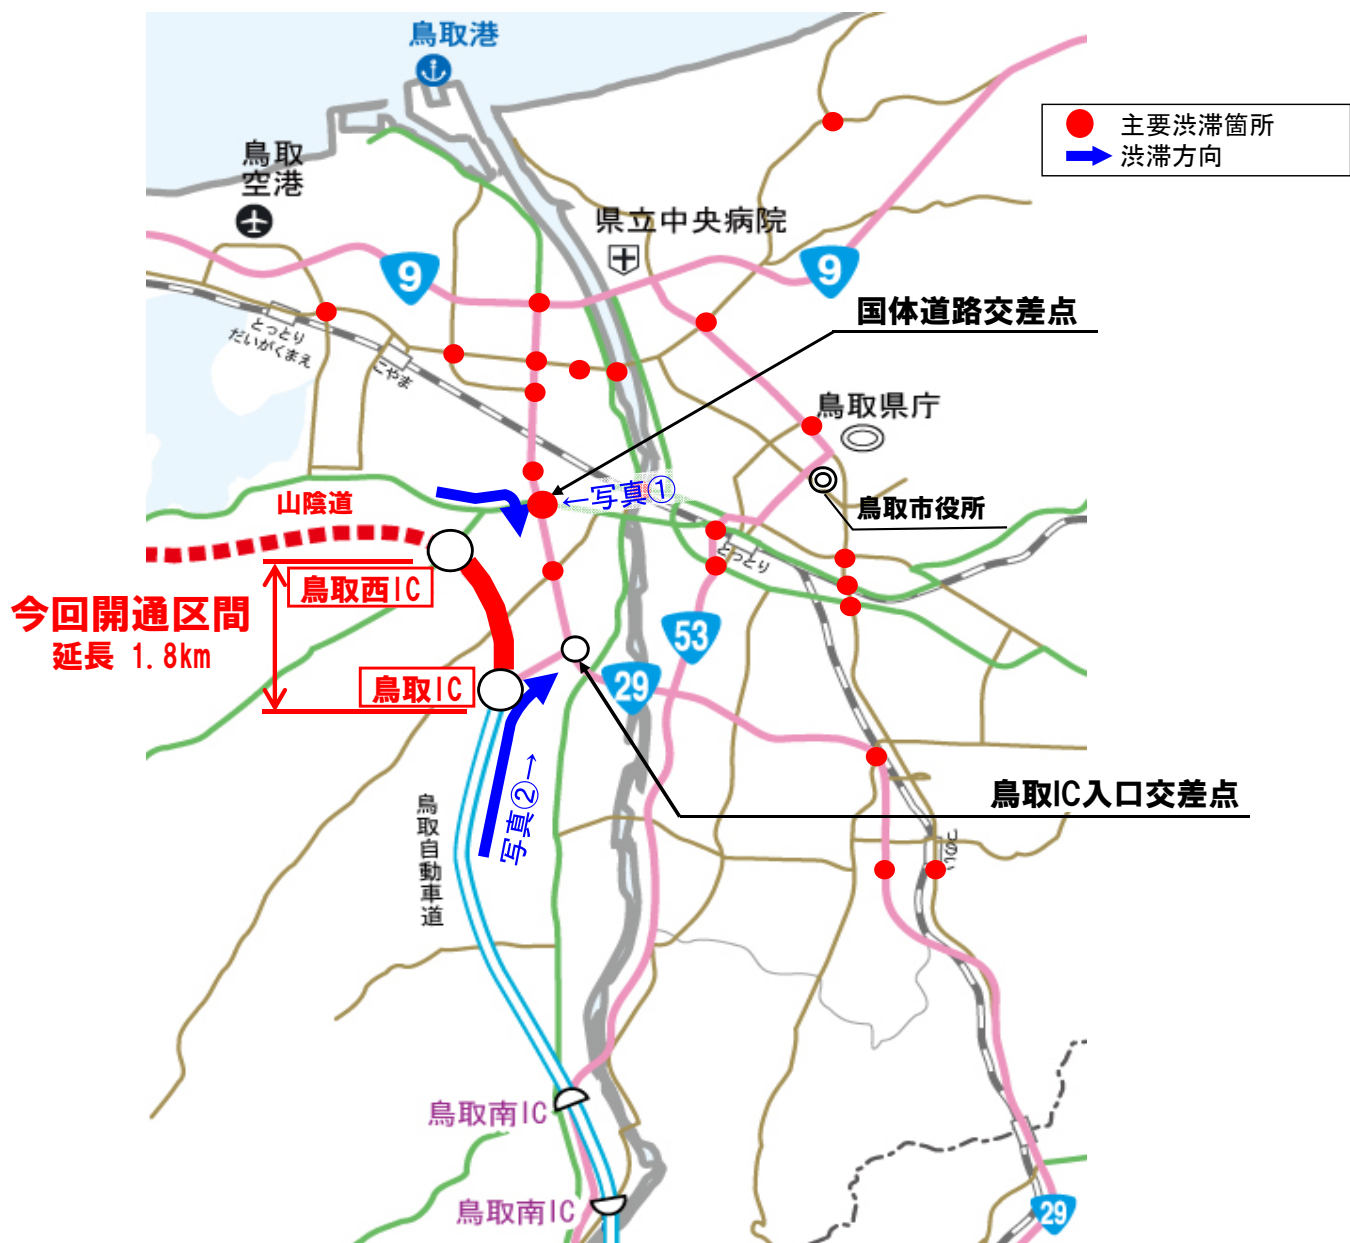 鳥取港
主要渋滞箇所
渋滞方向
鳥取
空港
県立中央病院
9
9
国体道路交差点
とっとり
だいがくまえ
こやま
鳥取県庁
←写真①
山陰道
鳥取市役所
とっとり
鳥取西IC
今回開通区間
延長 1.8km
53
鳥取IC
29
写真②→
鳥取IC入口交差点
鳥取自動車道
つのい
鳥取南IC
鳥取南IC
29